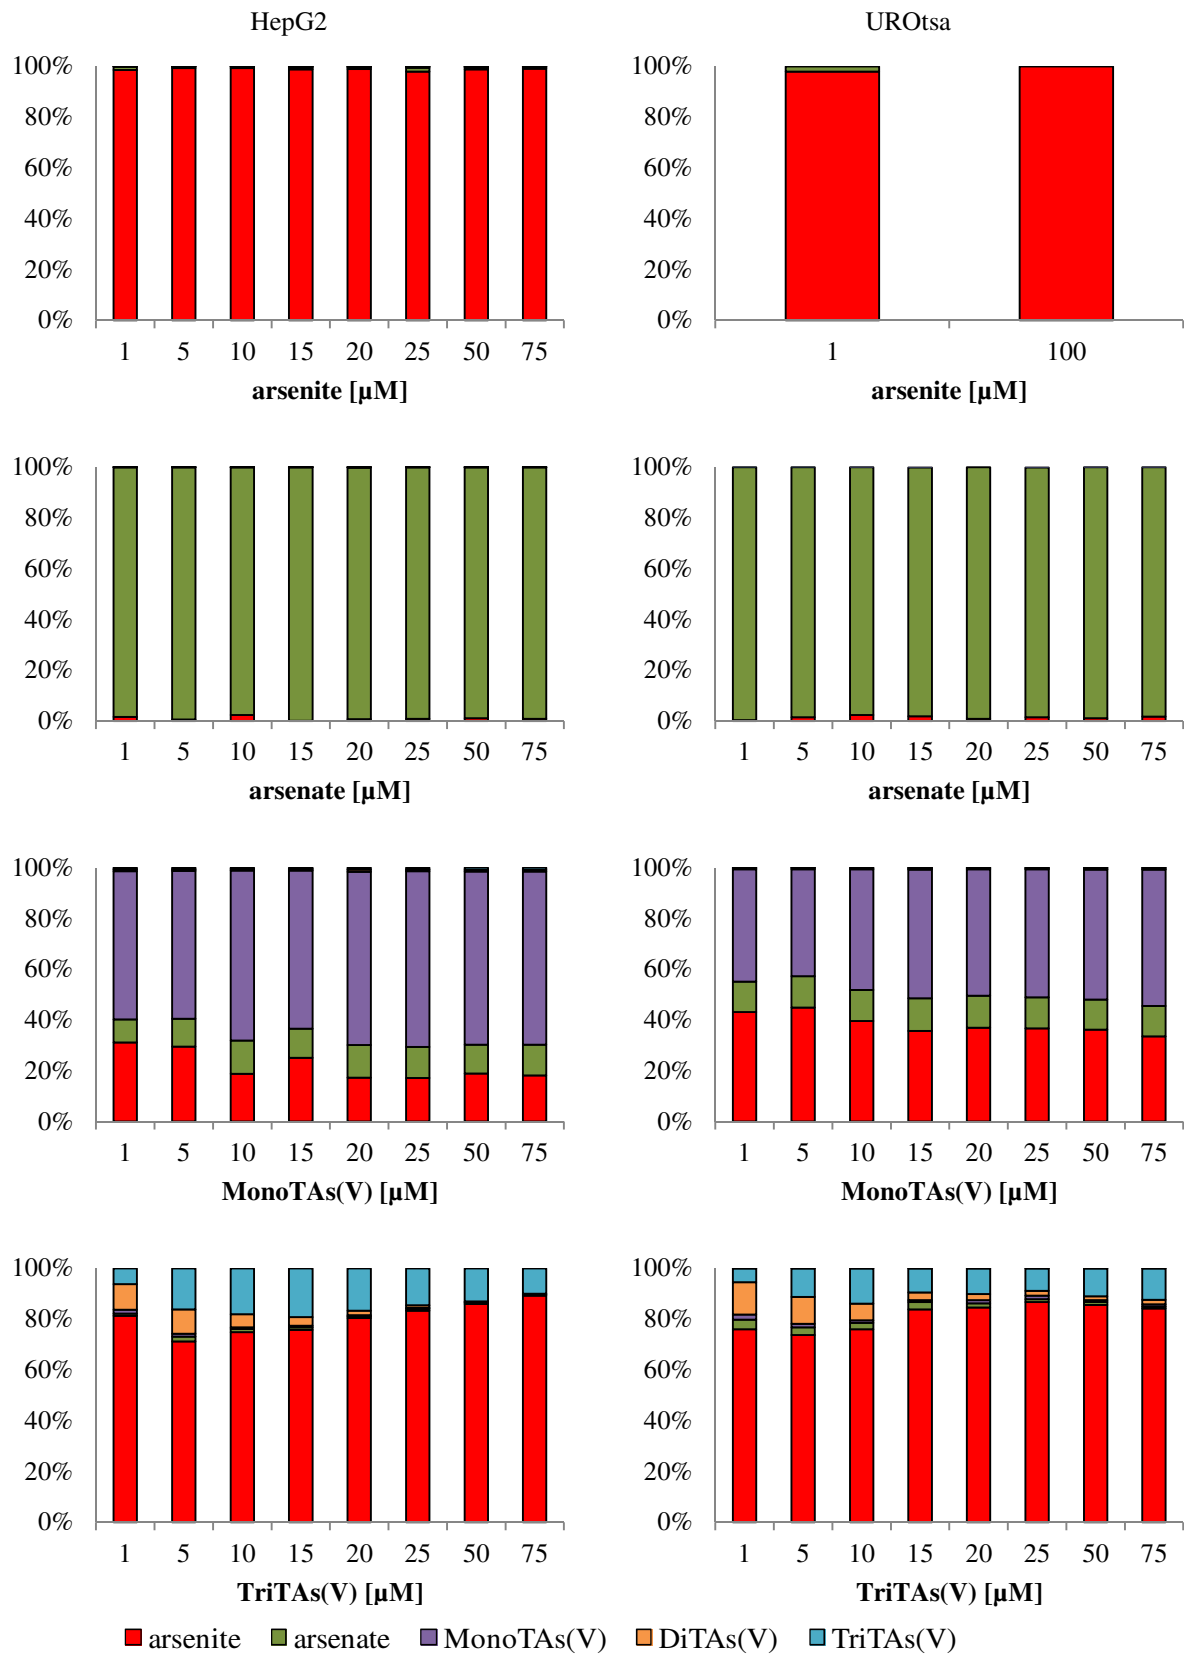 HepG2 UROtsa
100% 100%
80% 80%
60% 60%
40% 40%
20% 20%
0% 0%
1 5 10 15 20 25 50 75 1 100
arsenite [µM] arsenite [µM]
100% 100%
80% 80%
60% 60%
40% 40%
20% 20%
0% 0%
1 5 10 15 20 25 50 75 1 5 10 15 20 25 50 75
arsenate [µM] arsenate [µM]
100% 100%
80% 80%
60% 60%
40% 40%
20% 20%
0% 0%
1 5 10 15 20 25 50 75 1 5 10 15 20 25 50 75
MonoTAs(V) [µM] MonoTAs(V) [µM]
100% 100%
80% 80%
60% 60%
40% 40%
20% 20%
0% 0%
1 5 10 15 20 25 50 75 1 5 10 15 20 25 50 75
TriTAs(V) [µM] TriTAs(V) [µM]
arsenite arsenate MonoTAs(V) DiTAs(V) TriTAs(V)